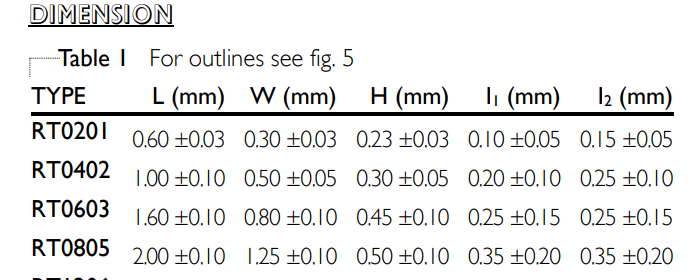 DIMENSION
Table 1 For outlines see fig. 5
TYPE L (mm) W (mm) H (mm) I₁ (mm) I₂ (mm)
RT0201 0.60 ±0.03 0.30 ±0.03 0.23 ±0.03 0.10 ±0.05 0.15 ±0.05
RT0402 1.00 ±0.10 0.50 ±0.05 0.30 ±0.05 0.20 ±0.10 0.25 ±0.10
RT0603 1.60 ±0.10 0.80 ±0.10 0.45 ±0.10 0.25 ±0.15 0.25 ±0.15
RT0805 2.00 ±0.10 1.25 ±0.10 0.50 ±0.10 0.35 ±0.20 0.35 ±0.20